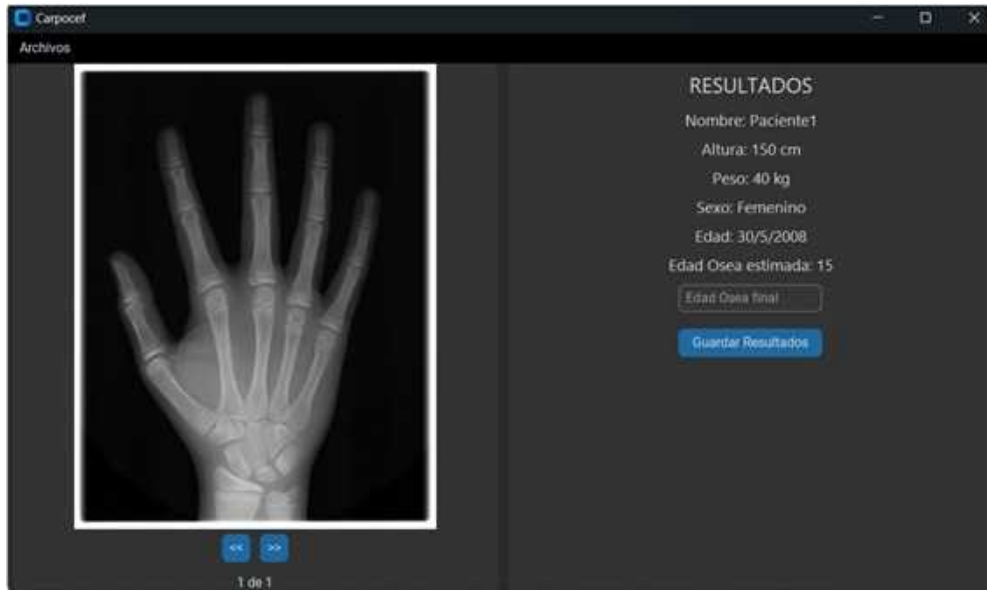 Carpocef
Archivos
RESULTADOS
Nombre: Paciente1
Altura: 150 cm
Peso: 40 kg
Sexo: Femenino
Edad: 30/5/2008
Edad Osea estimada: 15
Edad Osea final
Guardar Resultados
<< >>
1 de 1